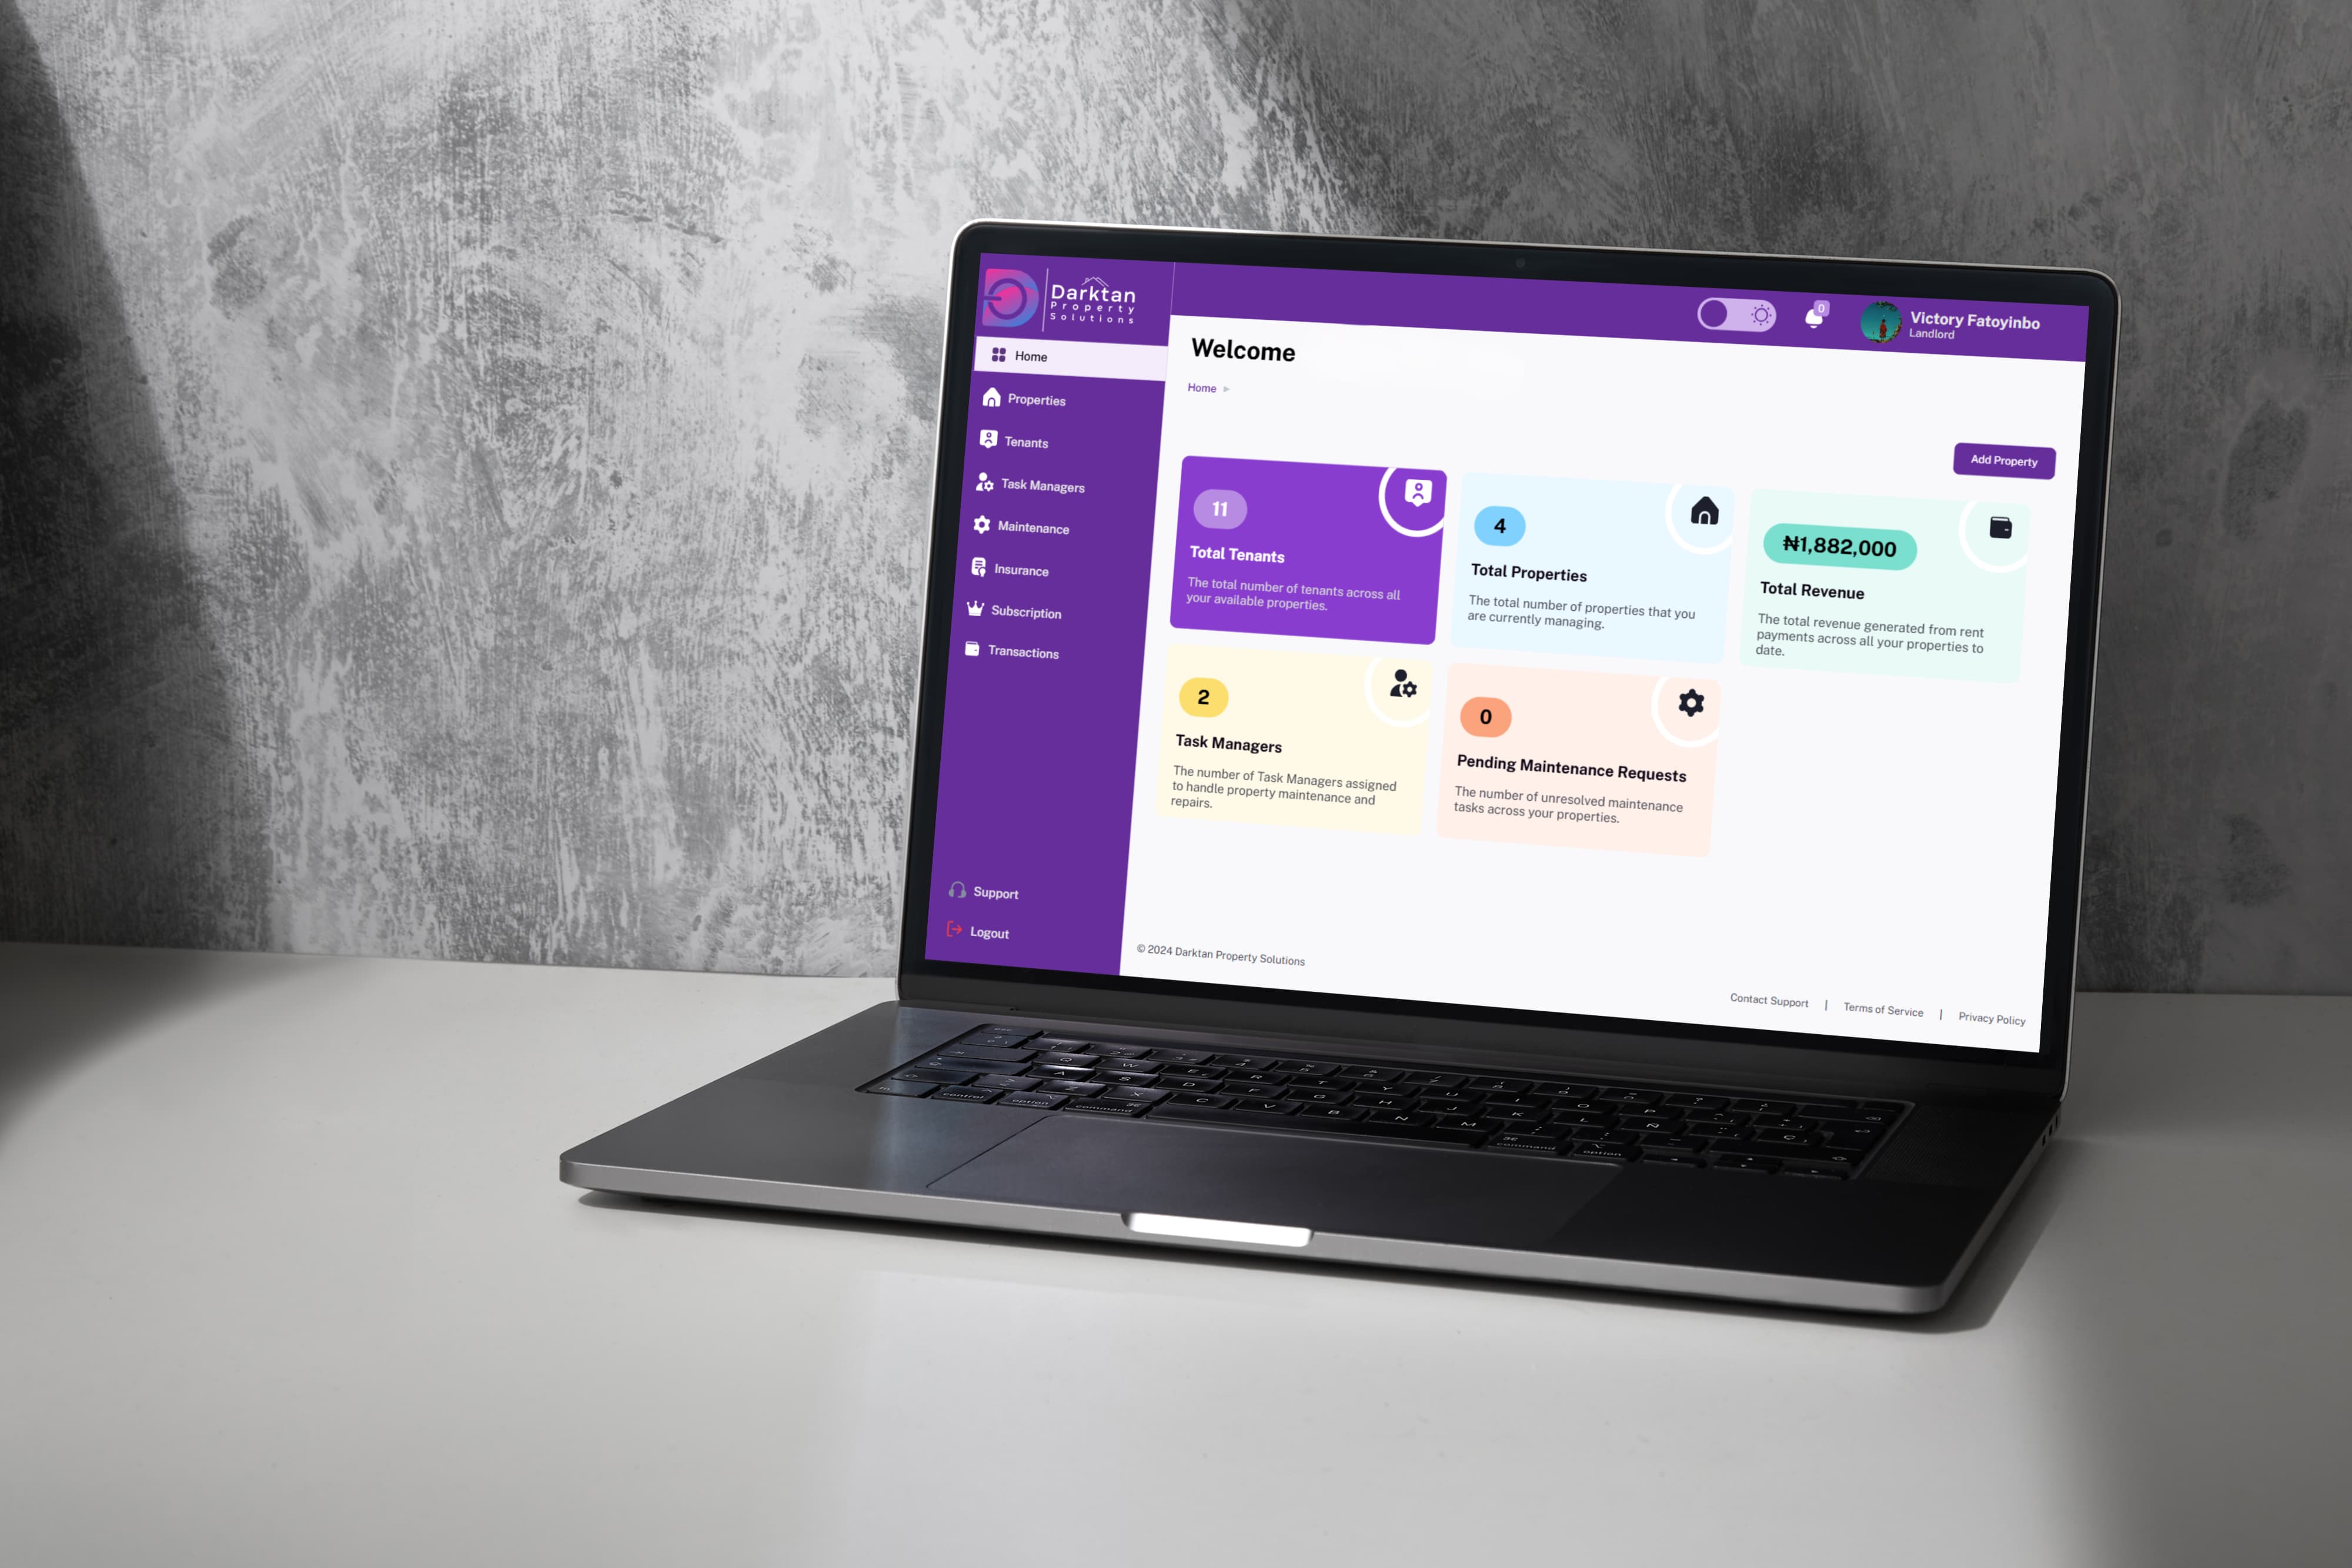 Darktan
Property
Solutions
0
Victory Fatoyinbo
Landlord
Home
Properties
Tenants
Task Managers
Maintenance
Insurance
Subscription
Transactions
Support
Logout
Welcome
Home
Add Property
11
Total Tenants
The total number of tenants across all
your available properties.
4
Total Properties
The total number of properties that you
are currently managing.
₦1,882,000
Total Revenue
The total revenue generated from rent
payments across all your properties to
date.
2
Task Managers
The number of Task Managers assigned
to handle property maintenance and
repairs.
0
Pending Maintenance Requests
The number of unresolved maintenance
tasks across your properties.
© 2024 Darktan Property Solutions
Contact Support | Terms of Service | Privacy Policy
Q W E R T Y U I O P
A S D F G H J K L Ñ
Z X C V B N M
control option command command option